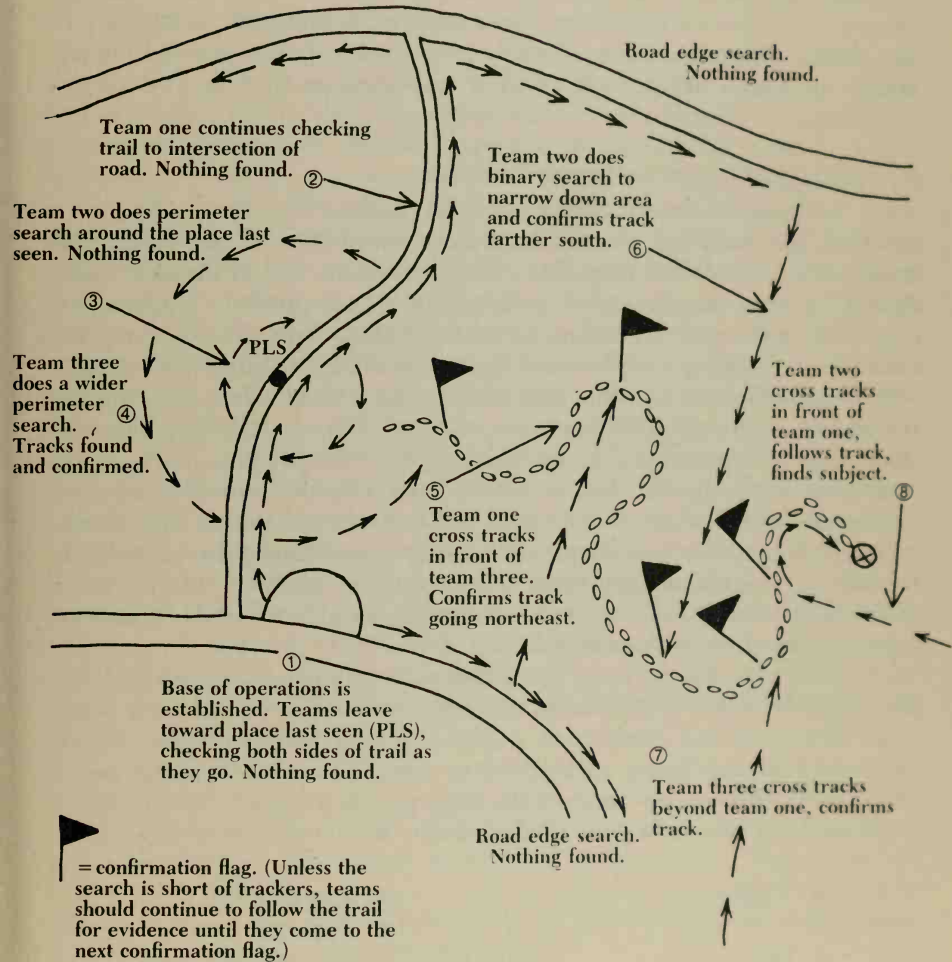 Road edge search.
Nothing found.
Team one continues checking
trail to intersection of
road. Nothing found. ②
Team two does
binary search to
narrow down area
and confirms track
farther south.
⑥
Team two does perimeter
search around the place last
seen. Nothing found.
③
PLS
Team three
does a wider
perimeter ④
search.
Tracks found
and confirmed.
Team two
cross tracks
in front of
team one,
follows track,
finds subject.
⑧
⑤
Team one
cross tracks
in front of
team three.
Confirms track
going northeast.
①
Base of operations is
established. Teams leave
toward place last seen (PLS),
checking both sides of trail as
they go. Nothing found.
⑦
Team three cross tracks
beyond team one, confirms
track.
Road edge search.
Nothing found.
= confirmation flag. (Unless the
search is short of trackers, teams
should continue to follow the trail
for evidence until they come to the
next confirmation flag.)